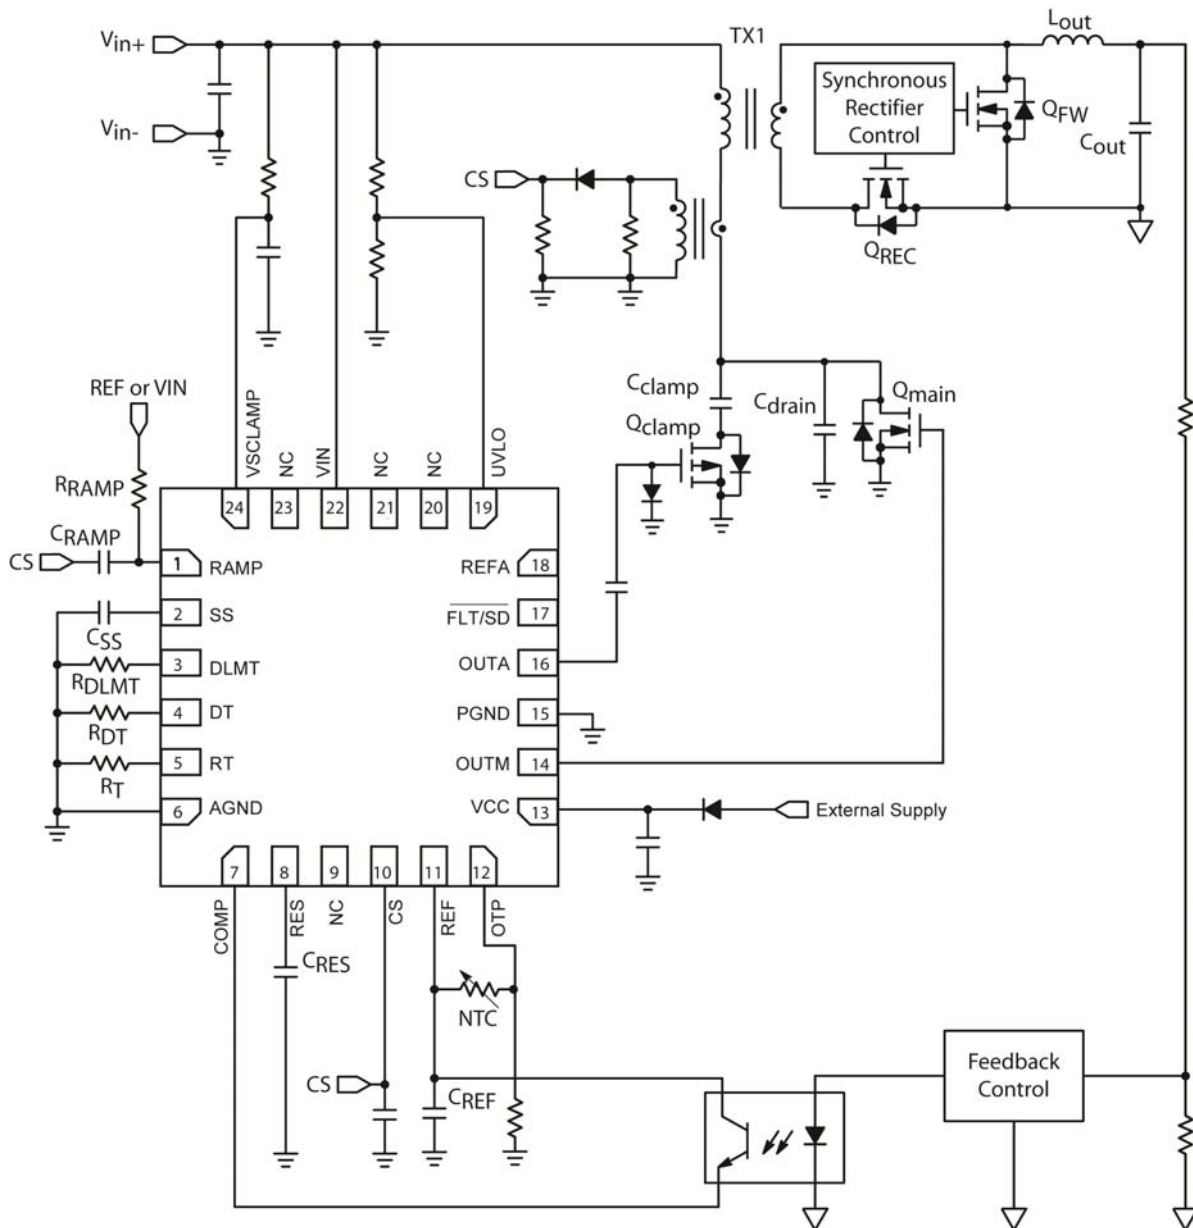 Vin+
Vin-
TX1
Lout
Synchronous
Rectifier
Control
QFW
Cout
QREC
CS
REF or VIN
RRAMP
CRAMP
CS
Cclamp
Qclamp
Cdrain
Qmain
VSCLAMP
NC
VIN
NC
NC
UVLO
24
23
22
21
20
19
1 RAMP
2 SS
CSS
3 DLMT
RDLMT
4 DT
RDT
5 RT
RT
6 AGND
REFA 18
FLT/SD 17
OUTA 16
PGND 15
OUTM 14
VCC 13
External Supply
7
8
9
10
11
12
COMP
RES
NC
CS
REF
OTP
CRES
NTC
CS
CREF
Feedback
Control